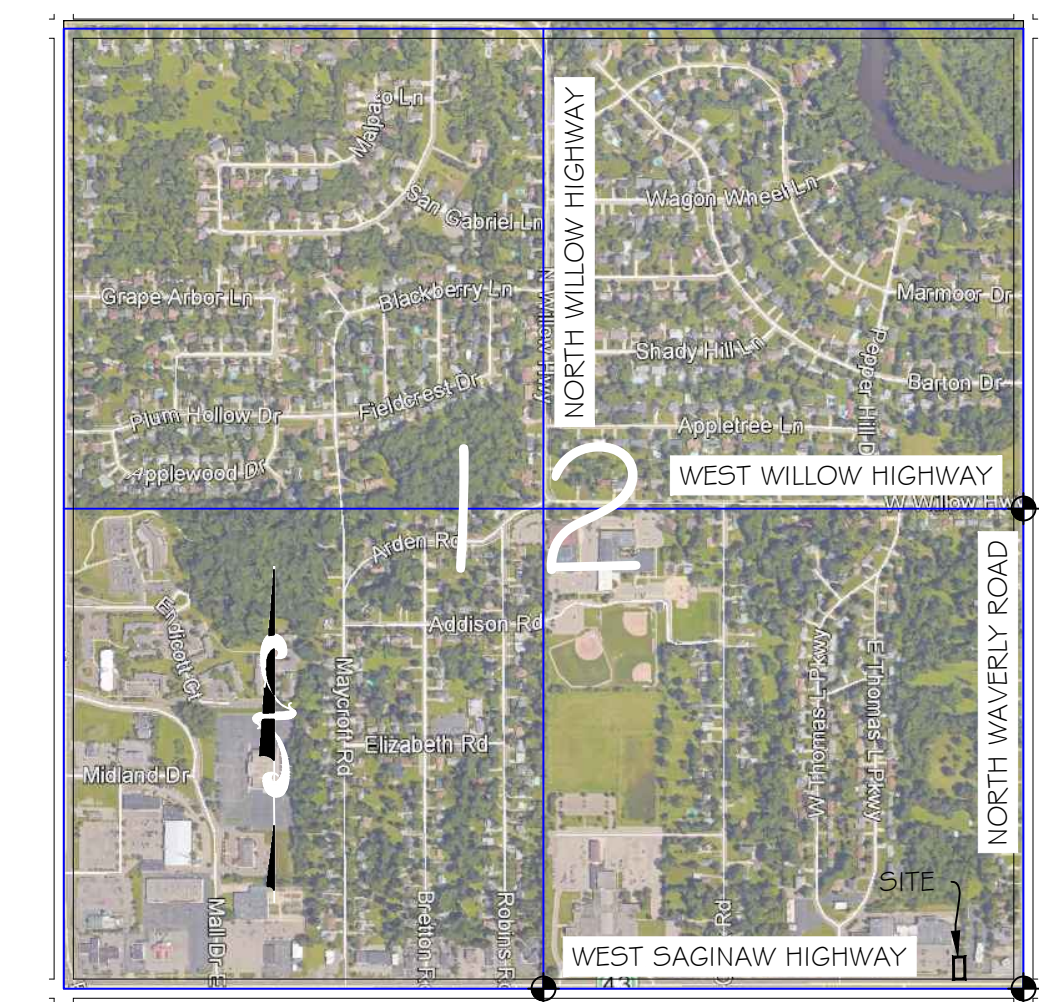 Malpaso Ln
NORTH WILLOW HIGHWAY
San Gabriel Ln
Wagon Wheel Ln
Grape Arbor Ln
Blackberry Ln
N Willow Hwy
Marmoor Dr
Shady Hill Ln
Pepper Hill D
Barton Dr
Fieldcrest Dr
Plum Hollow Dr
Appletree Ln
Applewood Dr
12
WEST WILLOW HIGHWAY
W Willow Hwy
Arden Rd
NORTH WAVERLY ROAD
Endicott Ct
Addison Rd
Maycroft Rd
W Thomas L Pkwy
E Thomas L Pkwy
Elizabeth Rd
Midland Dr
SITE
Mall Dr E
Bretton Rd
Robins Rd
Rd
WEST SAGINAW HIGHWAY
43